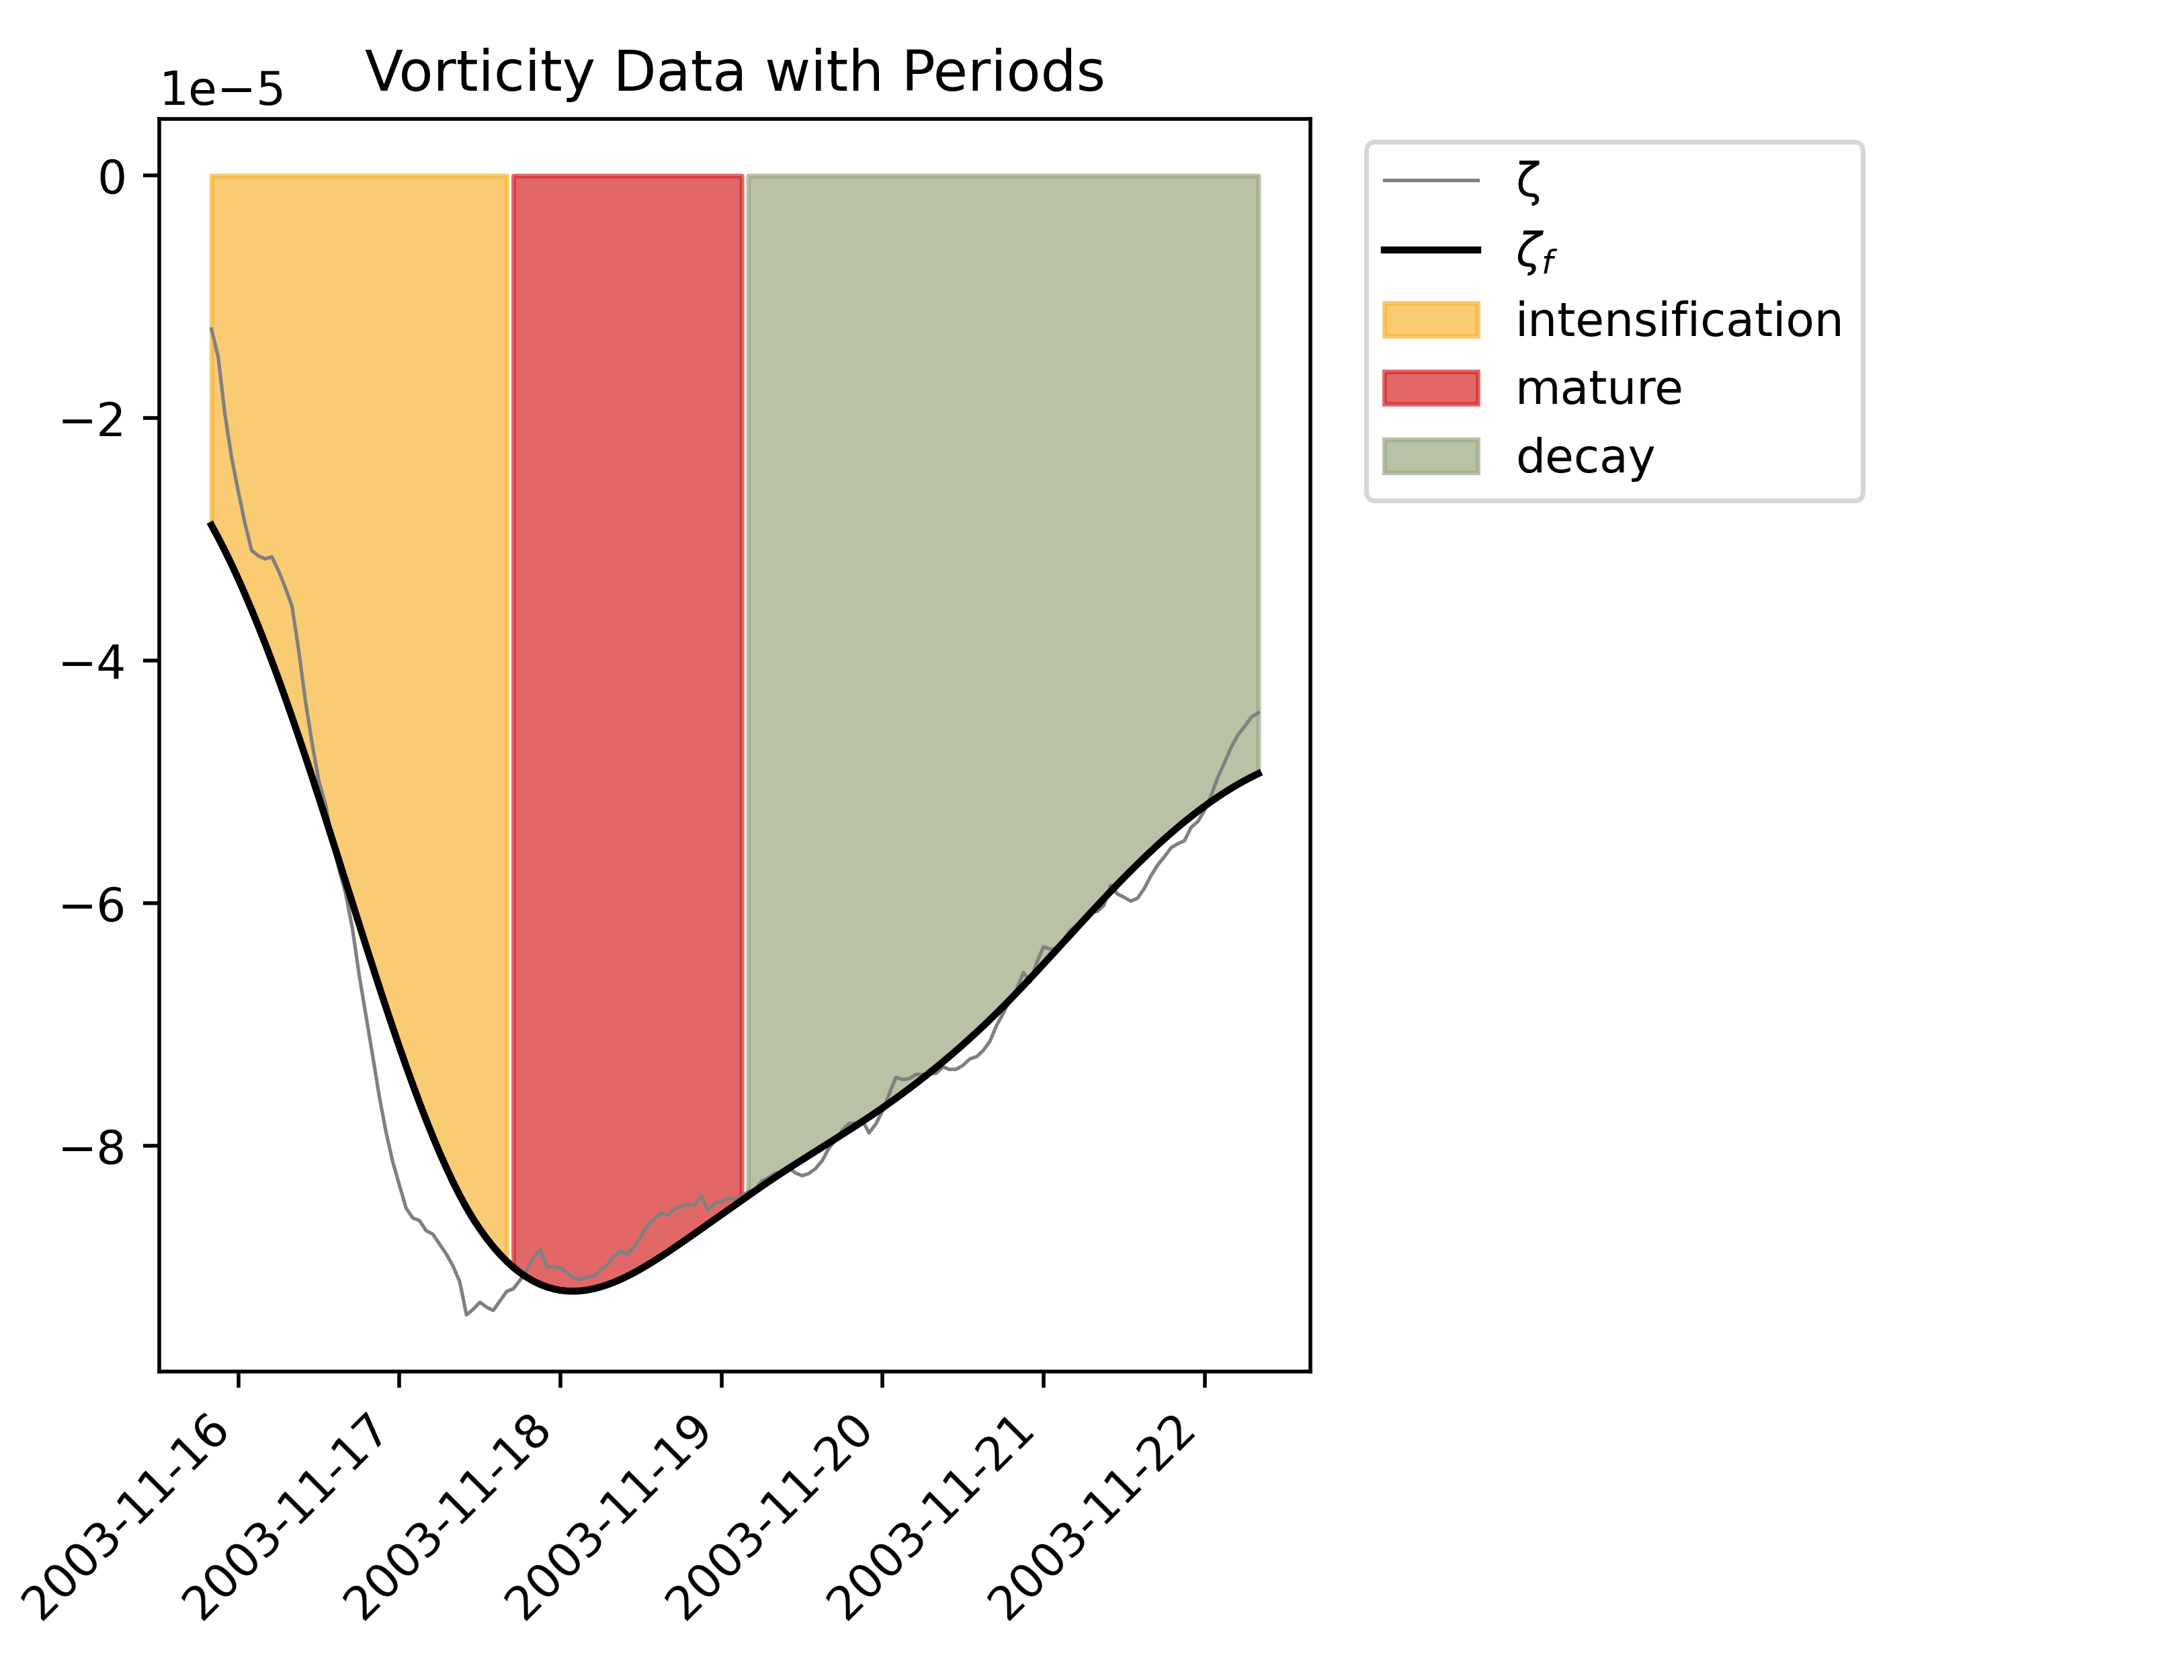 Vorticity Data with Periods
1e−5
0
−2
−4
−6
−8
2003-11-16
2003-11-17
2003-11-18
2003-11-19
2003-11-20
2003-11-21
2003-11-22
ζ
ζf
intensification
mature
decay